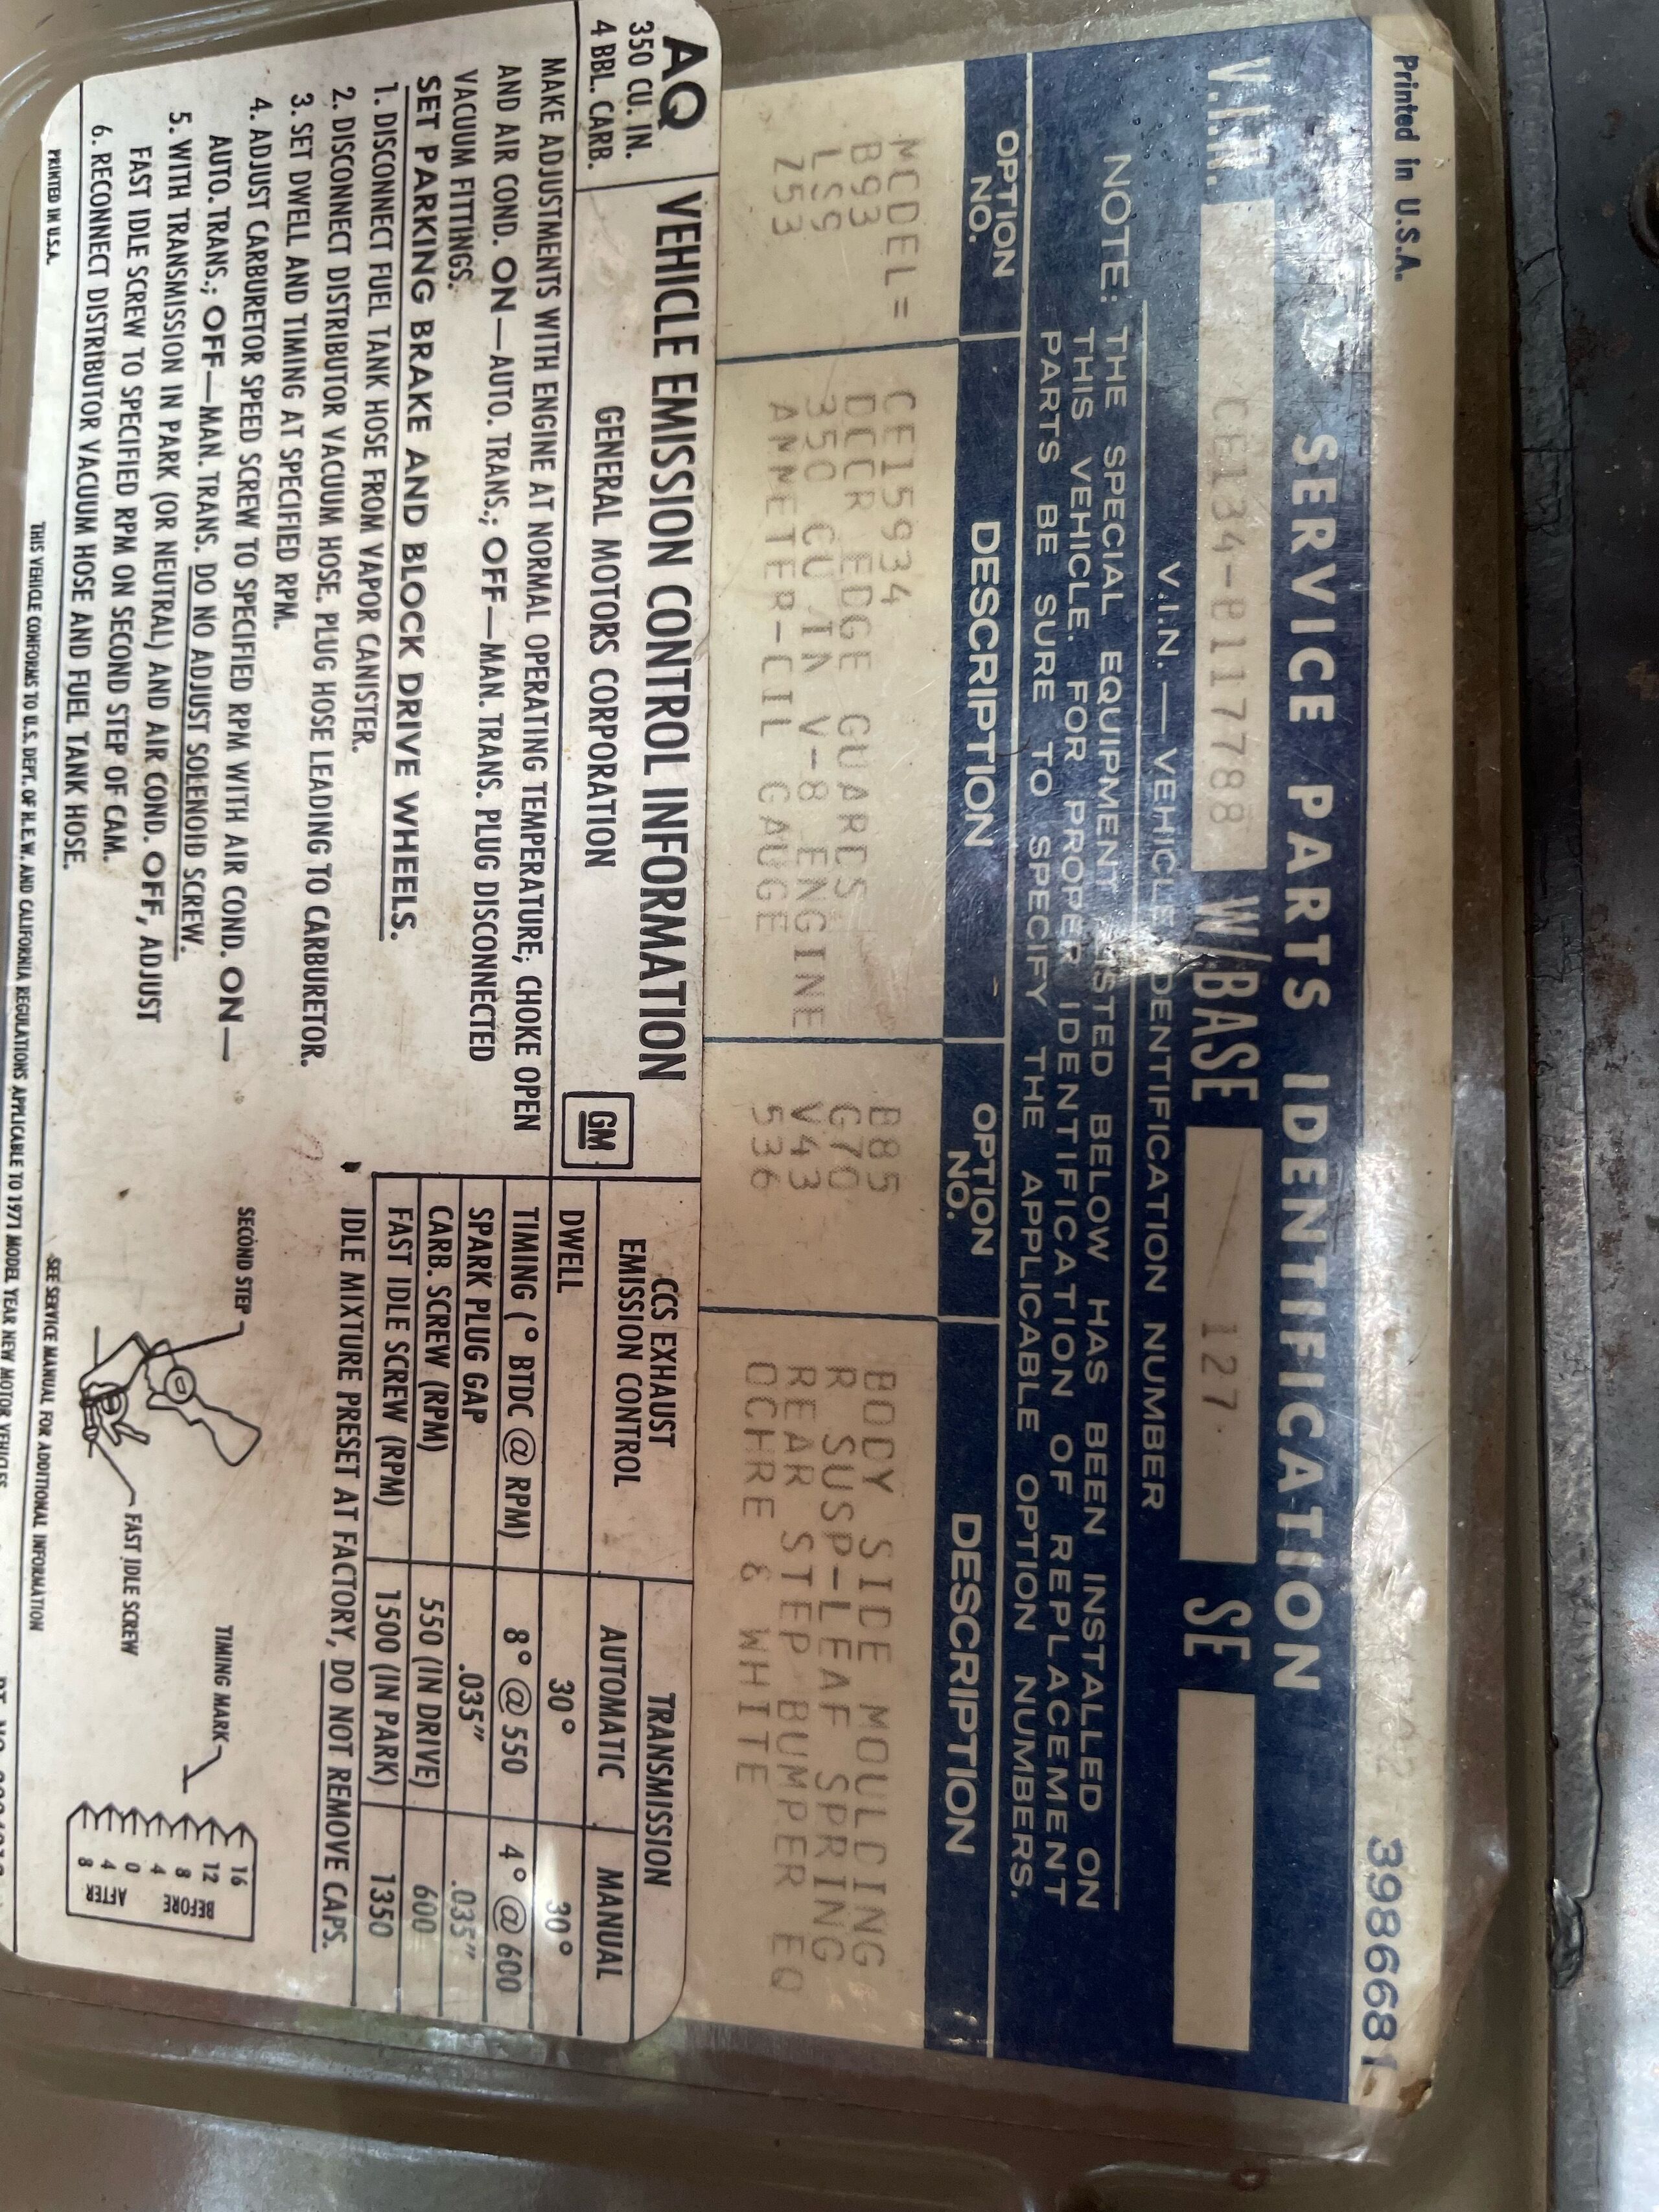 Printed in U.S.A.
3986681
SERVICE PARTS IDENTIFICATION
V.I.N. CE134-B117788 W/BASE 127 SE
V.I.N. — VEHICLE IDENTIFICATION NUMBER
NOTE: THE SPECIAL EQUIPMENT LISTED BELOW HAS BEEN INSTALLED ON
THIS VEHICLE. FOR PROPER IDENTIFICATION OF REPLACEMENT
PARTS BE SURE TO SPECIFY THE APPLICABLE OPTION NUMBERS.
OPTION NO. DESCRIPTION OPTION NO. DESCRIPTION
MCDEL= CE15934 B85 BODY SIDE MOULDING
B93 DCCR EDGE GUARDS G70 R SUSP-LEAF SPRING
LS9 350 CU IN V-8 ENGINE V43 REAR STEP BUMPER EQ
Z53 AMMETER-CIL GAUGE 536 OCHRE & WHITE
AQ
350 CU. IN.
4 BBL. CARB.
VEHICLE EMISSION CONTROL INFORMATION
GENERAL MOTORS CORPORATION
GM
MAKE ADJUSTMENTS WITH ENGINE AT NORMAL OPERATING TEMPERATURE, CHOKE OPEN
AND AIR COND. ON—AUTO. TRANS.; OFF—MAN. TRANS. PLUG DISCONNECTED
VACUUM FITTINGS.
SET PARKING BRAKE AND BLOCK DRIVE WHEELS.
1. DISCONNECT FUEL TANK HOSE FROM VAPOR CANISTER.
2. DISCONNECT DISTRIBUTOR VACUUM HOSE. PLUG HOSE LEADING TO CARBURETOR.
3. SET DWELL AND TIMING AT SPECIFIED RPM.
4. ADJUST CARBURETOR SPEED SCREW TO SPECIFIED RPM WITH AIR COND. ON—
AUTO. TRANS.; OFF—MAN. TRANS. DO NO ADJUST SOLENOID SCREW.
5. WITH TRANSMISSION IN PARK (OR NEUTRAL) AND AIR COND. OFF, ADJUST
FAST IDLE SCREW TO SPECIFIED RPM ON SECOND STEP OF CAM.
6. RECONNECT DISTRIBUTOR VACUUM HOSE AND FUEL TANK HOSE.
CCS EXHAUST
EMISSION CONTROL
TRANSMISSION
AUTOMATIC MANUAL
DWELL 30° 30°
TIMING (° BTDC @ RPM) 8° @ 550 4° @ 600
SPARK PLUG GAP .035" .035"
CARB. SCREW (RPM) 550 (IN DRIVE) 600
FAST IDLE SCREW (RPM) 1500 (IN PARK) 1350
IDLE MIXTURE PRESET AT FACTORY, DO NOT REMOVE CAPS.
SECOND STEP
FAST IDLE SCREW
TIMING MARK
16
12
8
4
0
4
8
BEFORE
AFTER
PRINTED IN U.S.A.
SEE SERVICE MANUAL FOR ADDITIONAL INFORMATION
THIS VEHICLE CONFORMS TO U.S. DEPT. OF H.E.W. AND CALIFORNIA REGULATIONS APPLICABLE TO 1971 MODEL YEAR NEW MOTOR VEHICLES